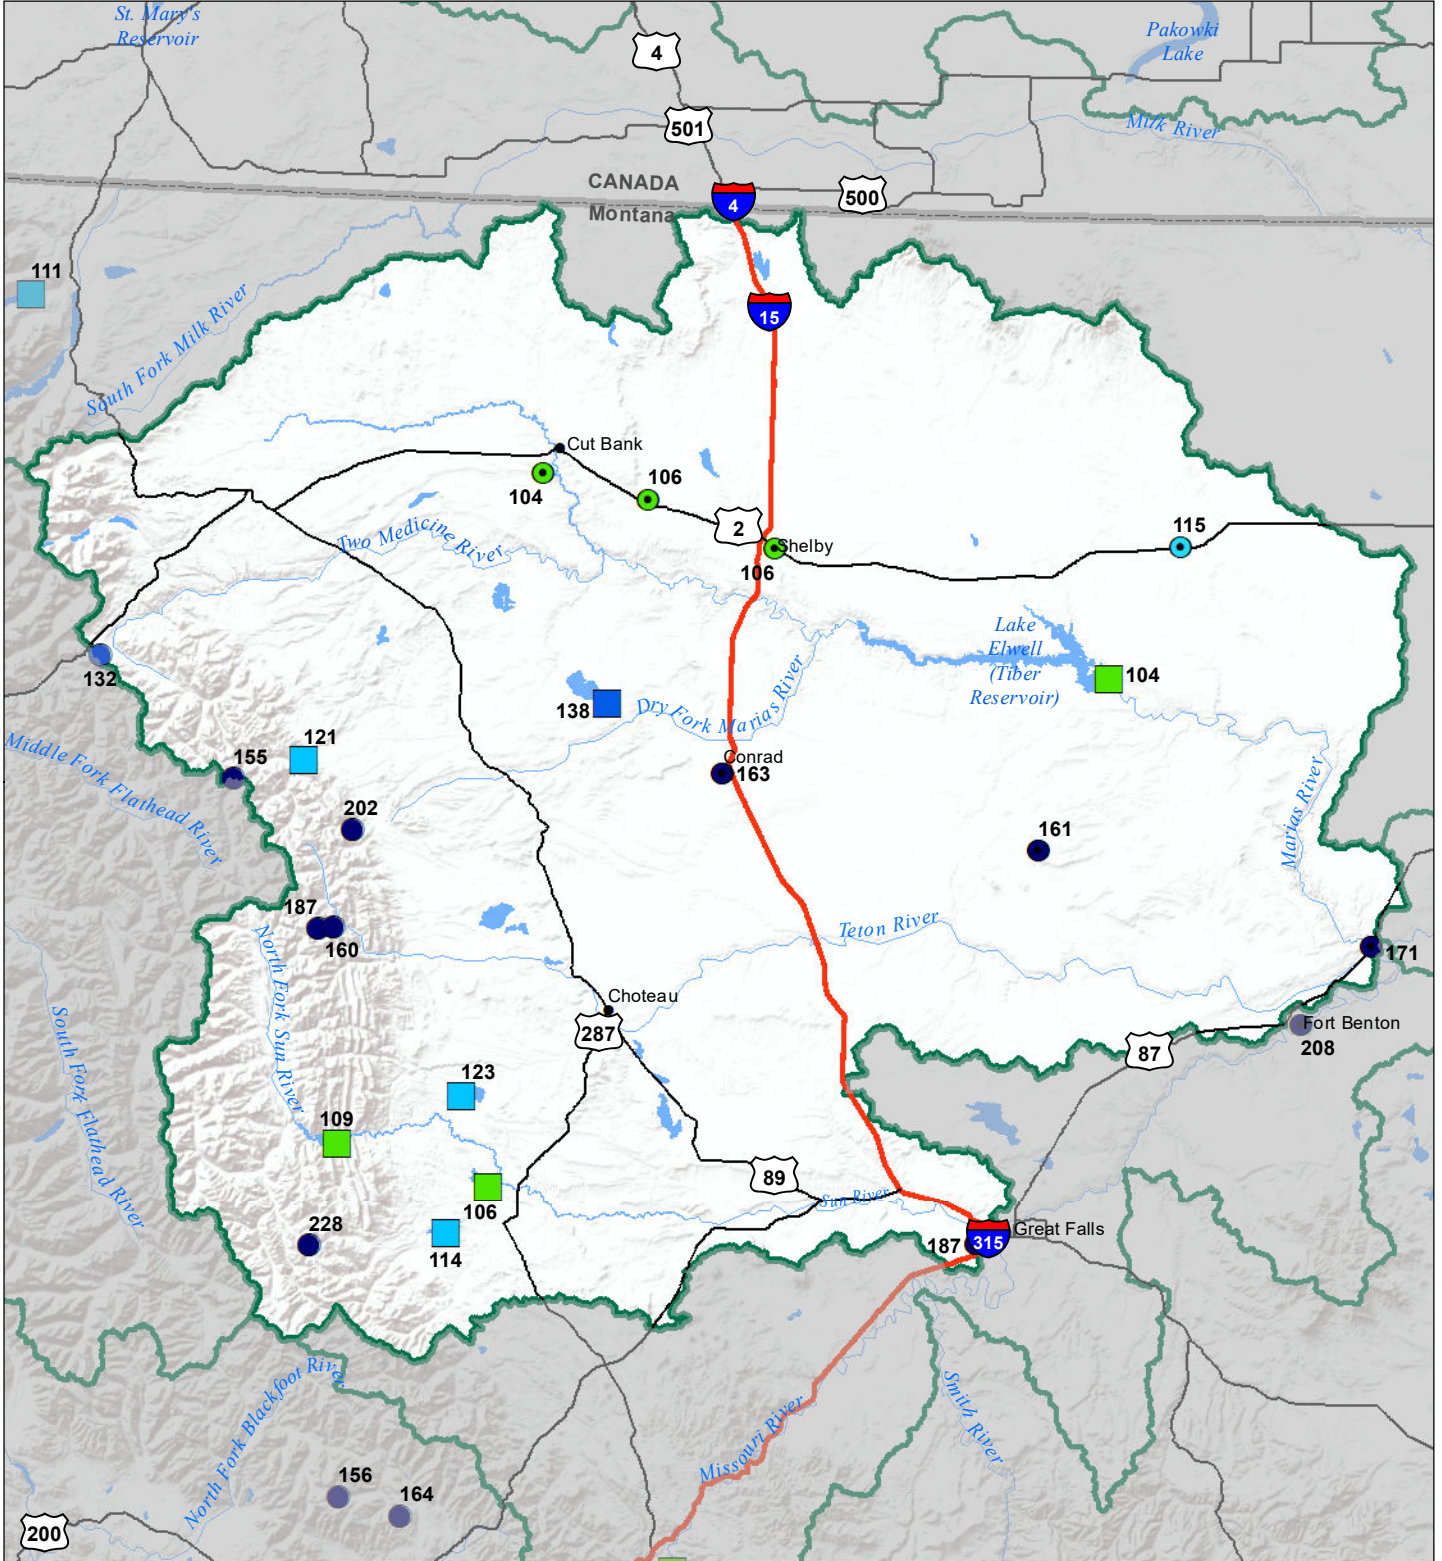 St. Mary's
Reservoir
4
Pakowki
Lake
501
Milk River
CANADA
Montana
4
500
111
15
South Fork Milk River
Cut Bank
104
106
2
Shelby
106
115
Two Medicine River
132
Lake
Elwell
(Tiber
Reservoir)
104
138
Dry Fork Marias River
Middle Fork Flathead River
155
121
Conrad
163
202
161
Marias River
187
160
Teton River
171
North Fork Sun River
Choteau
287
Fort Benton
208
87
South Fork Flathead River
123
109
89
106
Sun River
228
114
187
315
Great Falls
North Fork Blackfoot River
Missouri River
Smith River
156
164
200